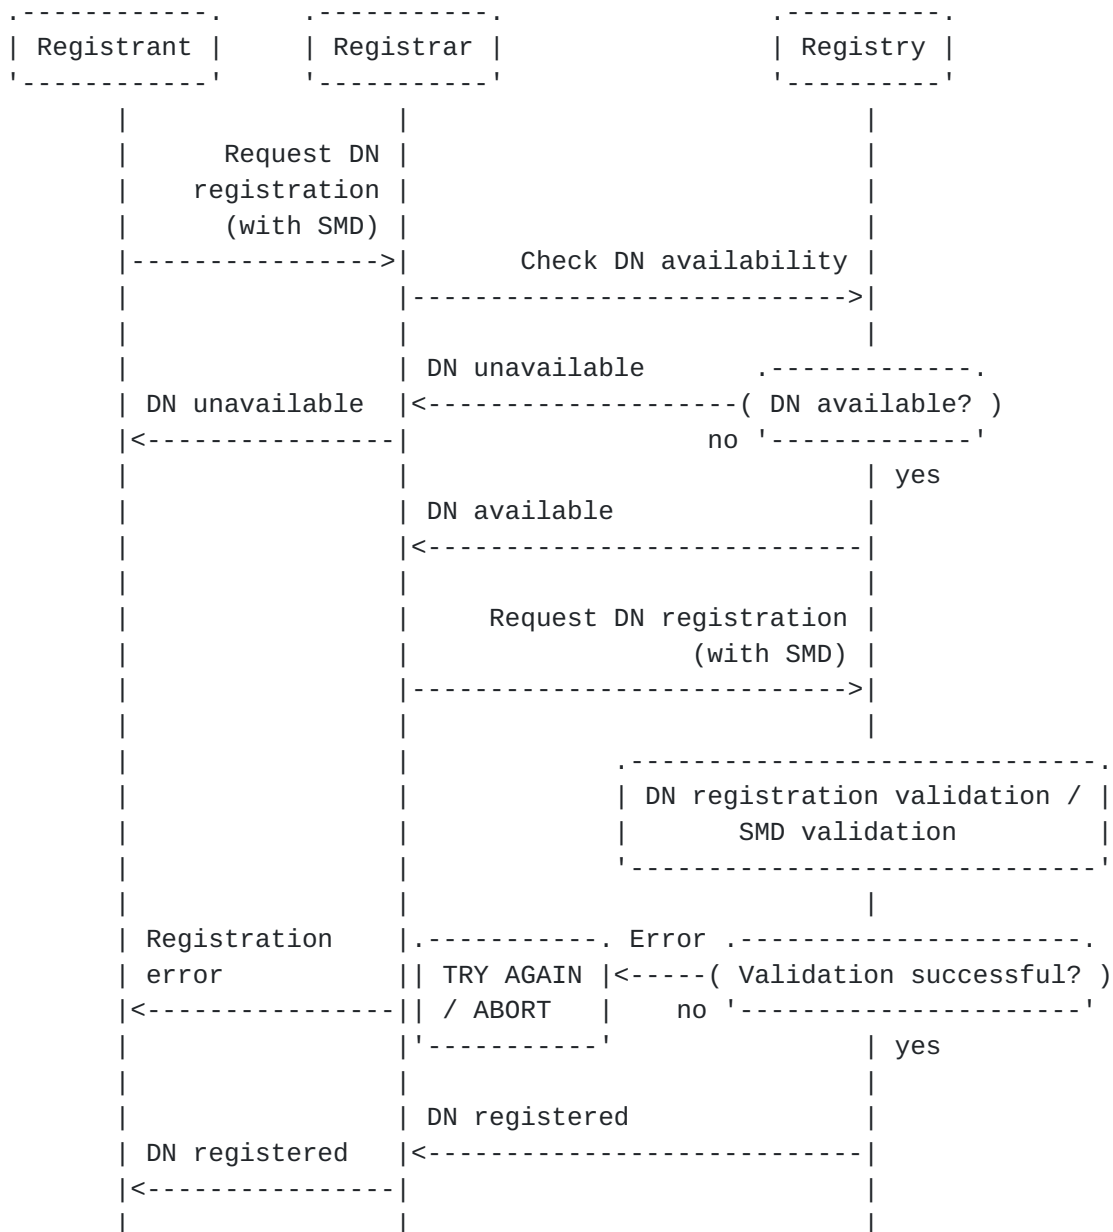 Registrant Registrar Registry
Request DN
registration
(with SMD)
Check DN availability
DN unavailable
DN unavailable ( DN available? )
no
yes
DN available
Request DN registration
(with SMD)
DN registration validation /
SMD validation
Registration Error
error TRY AGAIN ( Validation successful? )
/ ABORT no
yes
DN registered
DN registered